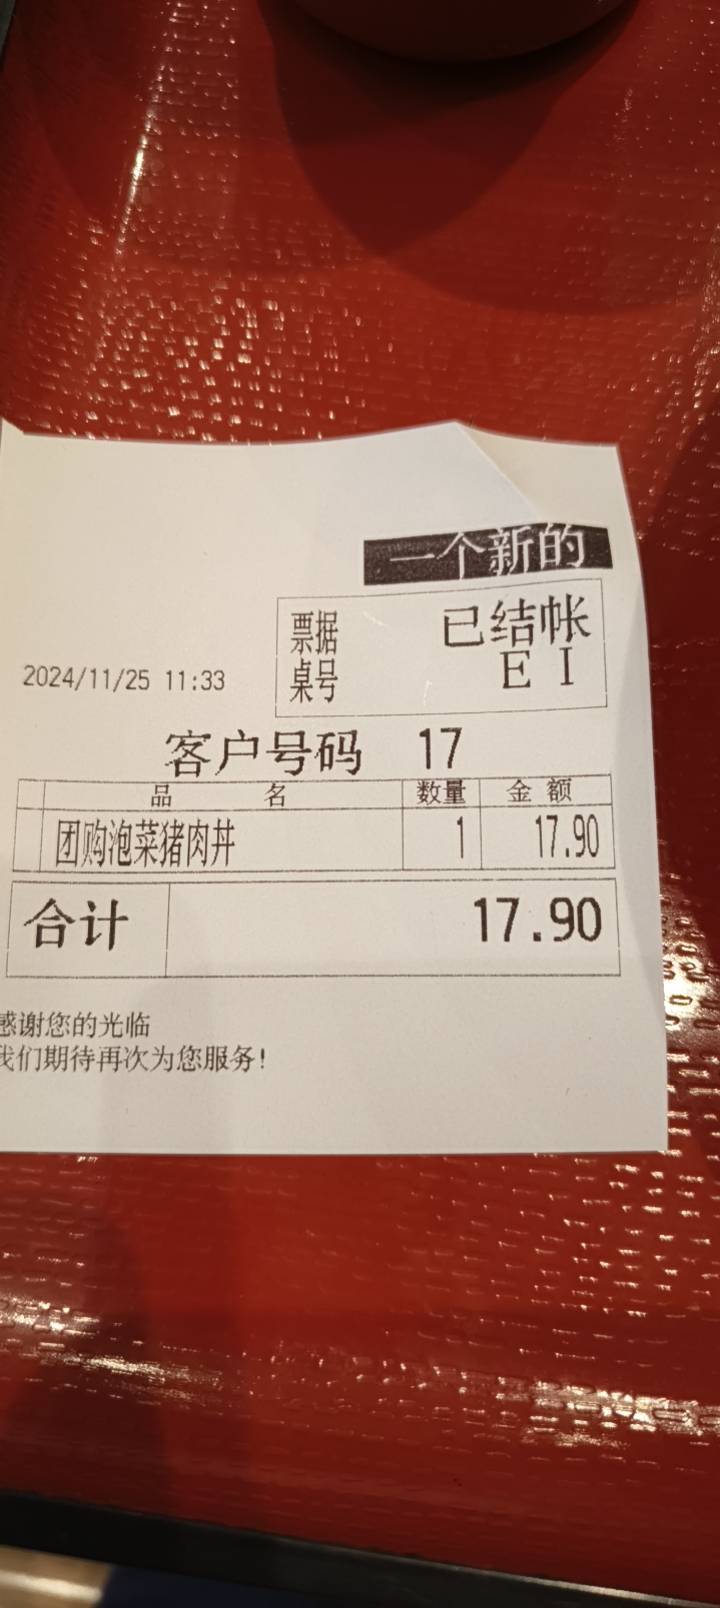 一个新的
票据 已结帐
桌号 E I
2024/11/25 11:33
客户号码 17
品 名 数量 金 额
团购泡菜猪肉丼 1 17.90
合计 17.90
感谢您的光临
我们期待再次为您服务!